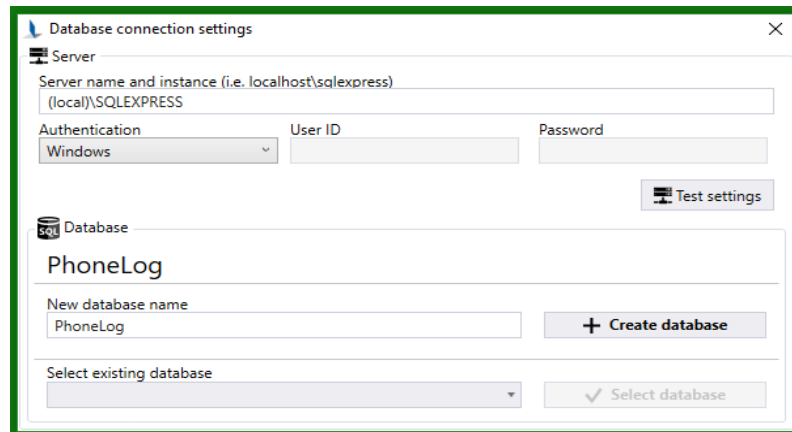 Database connection settings
Server
Server name and instance (i.e. localhost\sqlexpress)
(local)\SQLEXPRESS
Authentication User ID Password
Windows
Test settings
SQL Database
PhoneLog
New database name
PhoneLog Create database
Select existing database
Select database